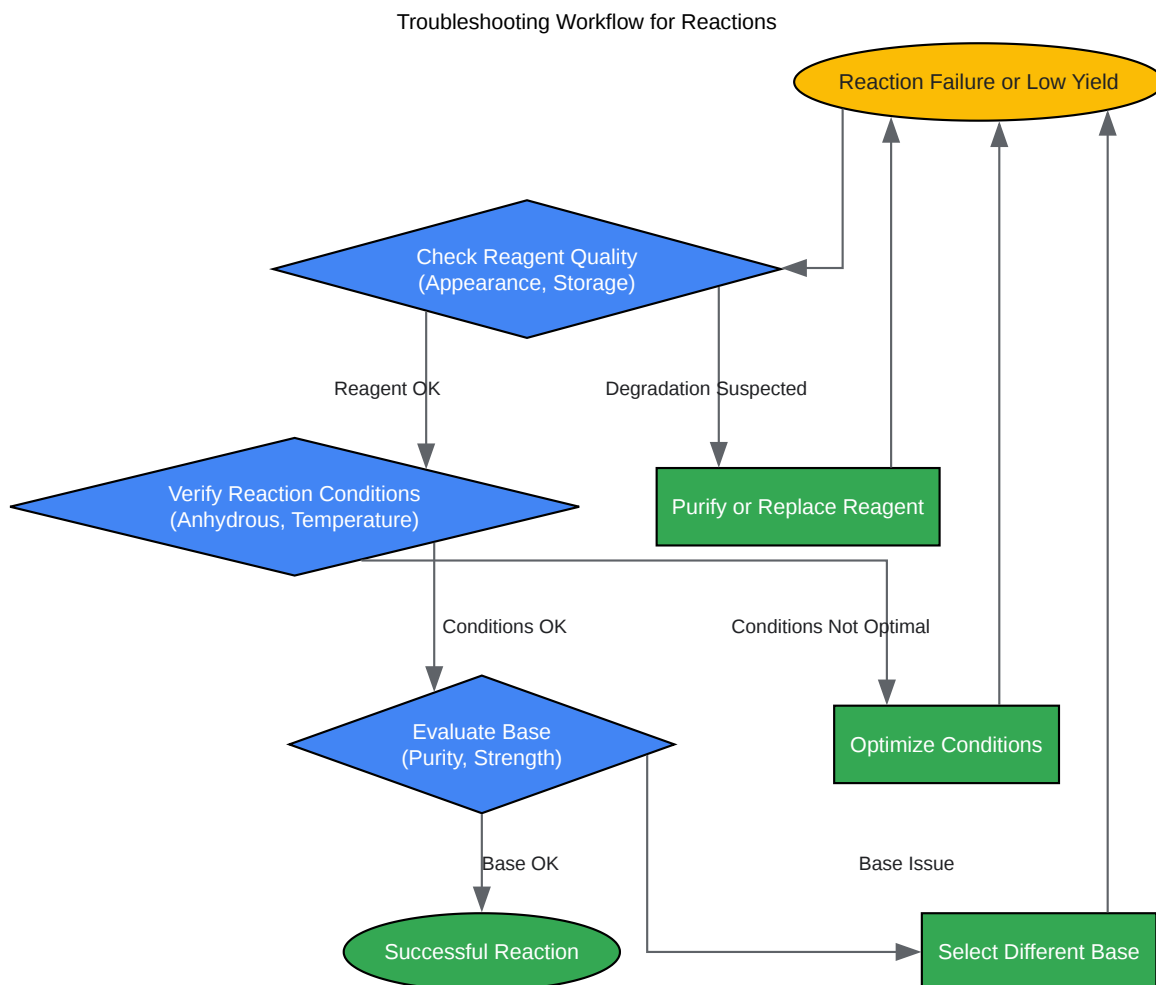 Troubleshooting Workflow for Reactions
Reaction Failure or Low Yield
Check Reagent Quality
(Appearance, Storage)
Reagent OK
Degradation Suspected
Verify Reaction Conditions
(Anhydrous, Temperature)
Purify or Replace Reagent
Conditions OK
Conditions Not Optimal
Evaluate Base
(Purity, Strength)
Optimize Conditions
Base OK
Base Issue
Successful Reaction
Select Different Base